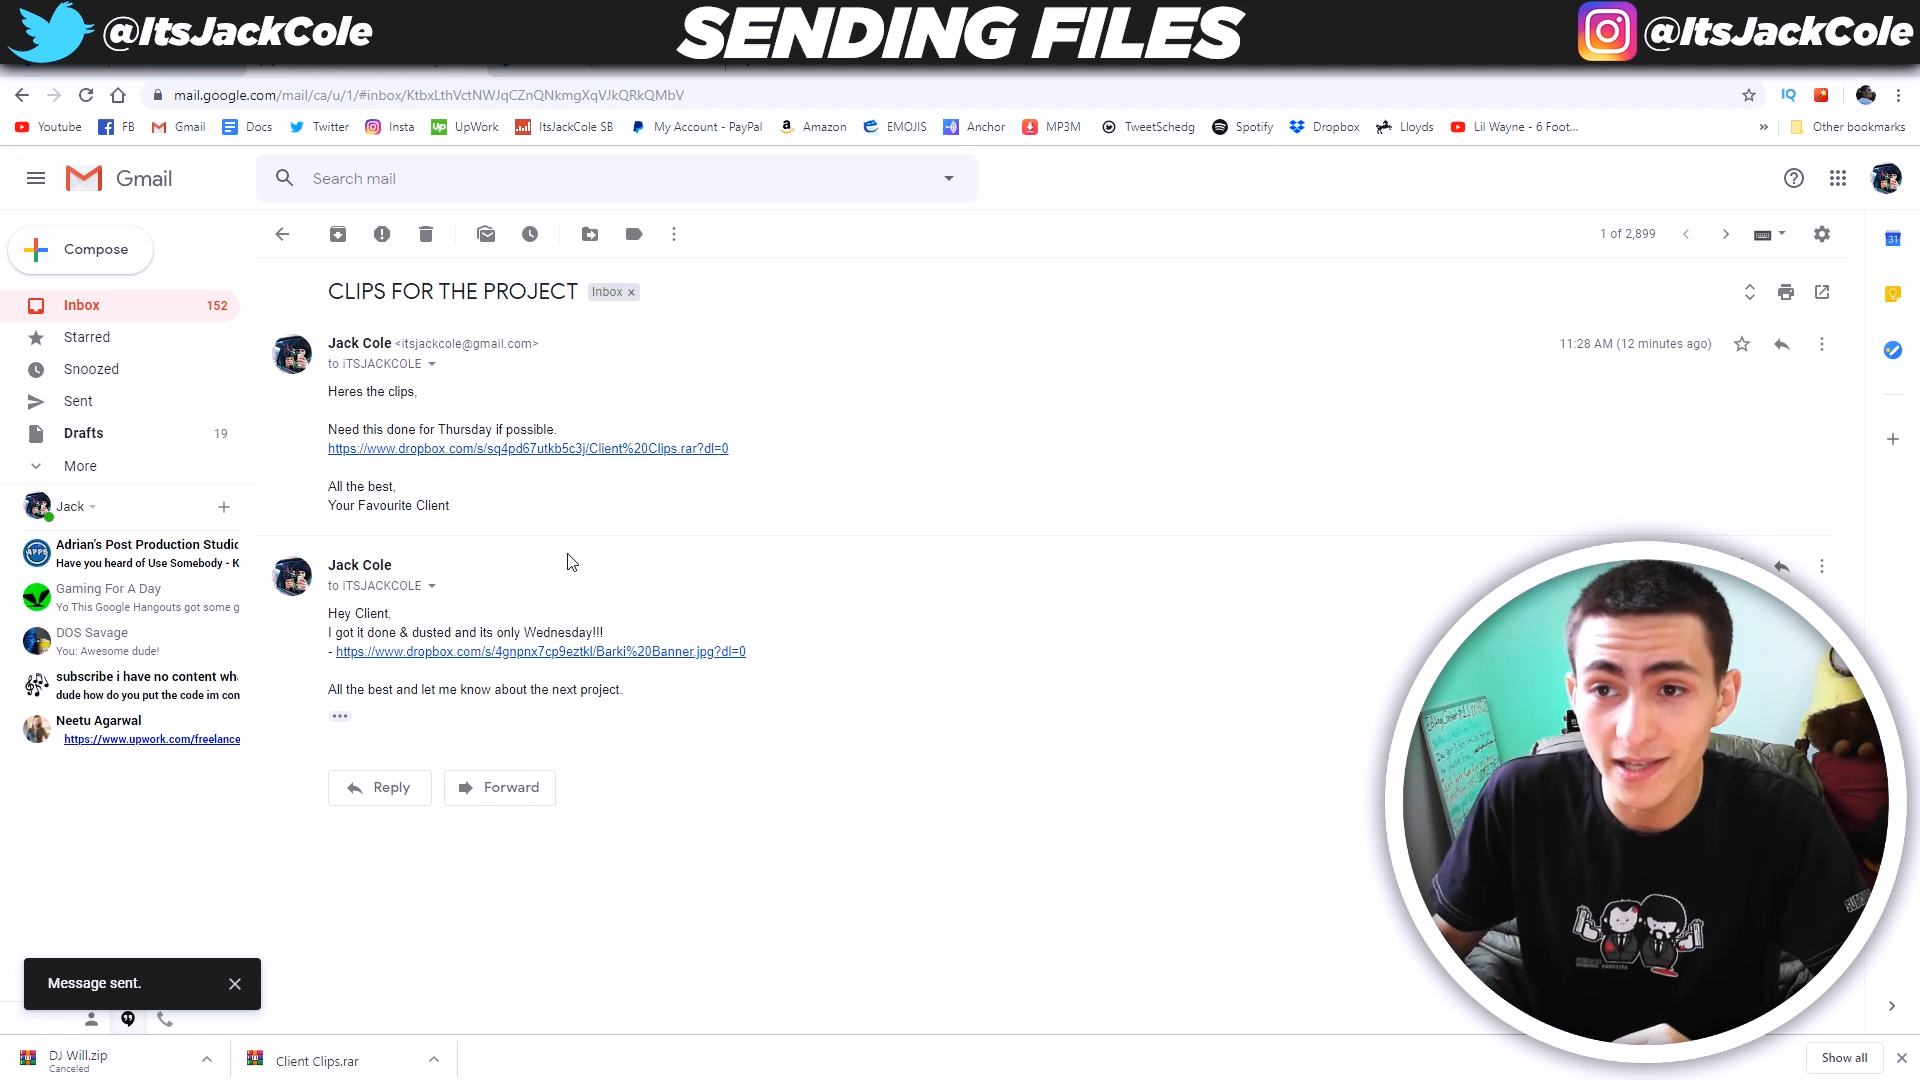 @ItsJackCole
SENDING FILES
@ItsJackCole
mail.google.com/mail/ca/u/1/#inbox/KtbxLthVctNWJqCZnQNkmgXqVJkQRkQMbV
IQ
Youtube FB Gmail Docs Twitter Insta Up UpWork ItsJackCole SB My Account - PayPal Amazon EMOJIS Anchor MP3M TweetSchedg Spotify Dropbox Lloyds Lil Wayne - 6 Foot... » Other bookmarks
Gmail
Search mail
Compose
1 of 2,899
31
Inbox 152
Starred
Snoozed
Sent
Drafts 19
More
CLIPS FOR THE PROJECT Inbox x
Jack Cole <itsjackcole@gmail.com>
11:28 AM (12 minutes ago)
to iTSJACKCOLE
Heres the clips,
Need this done for Thursday if possible.
https://www.dropbox.com/s/sq4pd67utkb5c3j/Client%20Clips.rar?dl=0
All the best,
Your Favourite Client
Jack
APPS
Adrian's Post Production Studio
Have you heard of Use Somebody - K
Gaming For A Day
Yo This Google Hangouts got some g
DOS Savage
You: Awesome dude!
subscribe i have no content wh
dude how do you put the code im con
Neetu Agarwal
https://www.upwork.com/freelance
Jack Cole
to iTSJACKCOLE
Hey Client,
I got it done & dusted and its only Wednesday!!!
- https://www.dropbox.com/s/4gnpnx7cp9eztkl/Barki%20Banner.jpg?dl=0
All the best and let me know about the next project.
Reply
Forward
Message sent.
DJ Will.zip
Canceled
Client Clips.rar
Show all